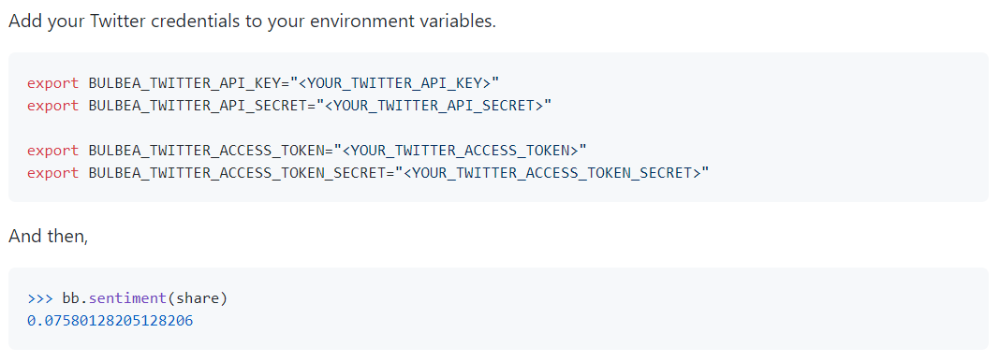 Add your Twitter credentials to your environment variables.
export BULBEA_TWITTER_API_KEY="<YOUR_TWITTER_API_KEY>"
export BULBEA_TWITTER_API_SECRET="<YOUR_TWITTER_API_SECRET>"
export BULBEA_TWITTER_ACCESS_TOKEN="<YOUR_TWITTER_ACCESS_TOKEN>"
export BULBEA_TWITTER_ACCESS_TOKEN_SECRET="<YOUR_TWITTER_ACCESS_TOKEN_SECRET>"
And then,
>>> bb.sentiment(share)
0.07580128205128206